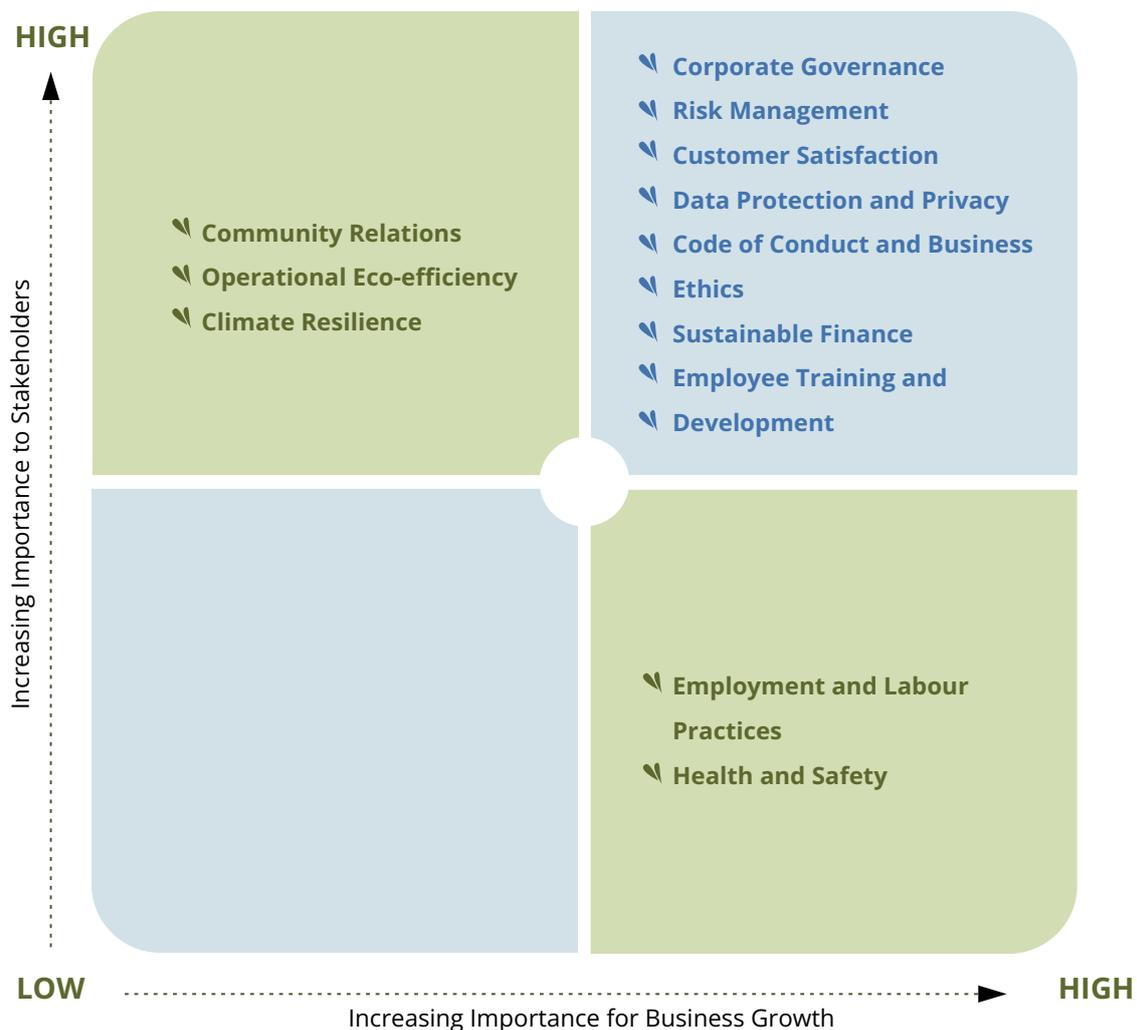 HIGH
Corporate Governance
Risk Management
Customer Satisfaction
Data Protection and Privacy
Code of Conduct and Business
Ethics
Sustainable Finance
Employee Training and
Development
Community Relations
Operational Eco-efficiency
Climate Resilience
Increasing Importance to Stakeholders
Employment and Labour
Practices
Health and Safety
LOW
HIGH
Increasing Importance for Business Growth